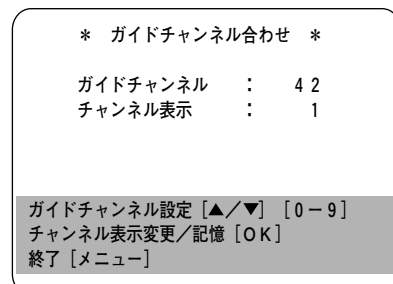 ＊ ガイドチャンネル合わせ ＊
ガイドチャンネル ： 42
チャンネル表示 ： 1
ガイドチャンネル設定［▲／▼］［0－9］
チャンネル表示変更／記憶［OK］
終了［メニュー］